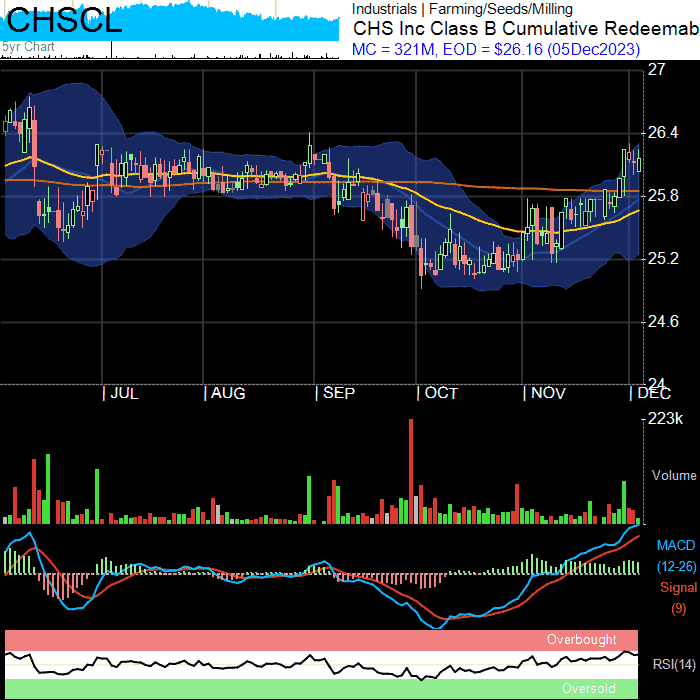 CHSCL
5yr Chart
Industrials | Farming/Seeds/Milling
CHS Inc Class B Cumulative Redeemab
MC = 321M, EOD = $26.16 (05Dec2023)
27
26.4
25.8
25.2
24.6
24
| JUL | AUG | SEP | OCT | NOV | DEC
223k
Volume
MACD
(12-26)
Signal
(9)
Overbought
RSI(14)
Oversold